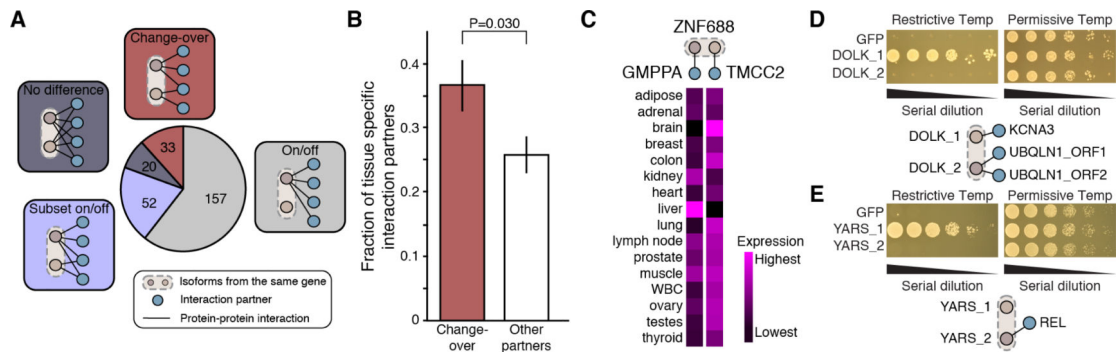 A
Change-over
No difference
33
20
52
157
On/off
Subset on/off
Isoforms from the same gene
Interaction partner
Protein-protein interaction
B
P=0.030
Fraction of tissue specific
interaction partners
0.4
0.3
0.2
0.1
0
Change-
over
Other
partners
C
ZNF688
GMPPA
TMCC2
adipose
adrenal
brain
breast
colon
kidney
heart
liver
lung
lymph node
prostate
muscle
WBC
ovary
testes
thyroid
Expression
Highest
Lowest
D
Restrictive Temp
Permissive Temp
GFP
DOLK_1
DOLK_2
Serial dilution
Serial dilution
DOLK_1
KCNA3
UBQLN1_ORF1
DOLK_2
UBQLN1_ORF2
E
Restrictive Temp
Permissive Temp
GFP
YARS_1
YARS_2
Serial dilution
Serial dilution
YARS_1
REL
YARS_2